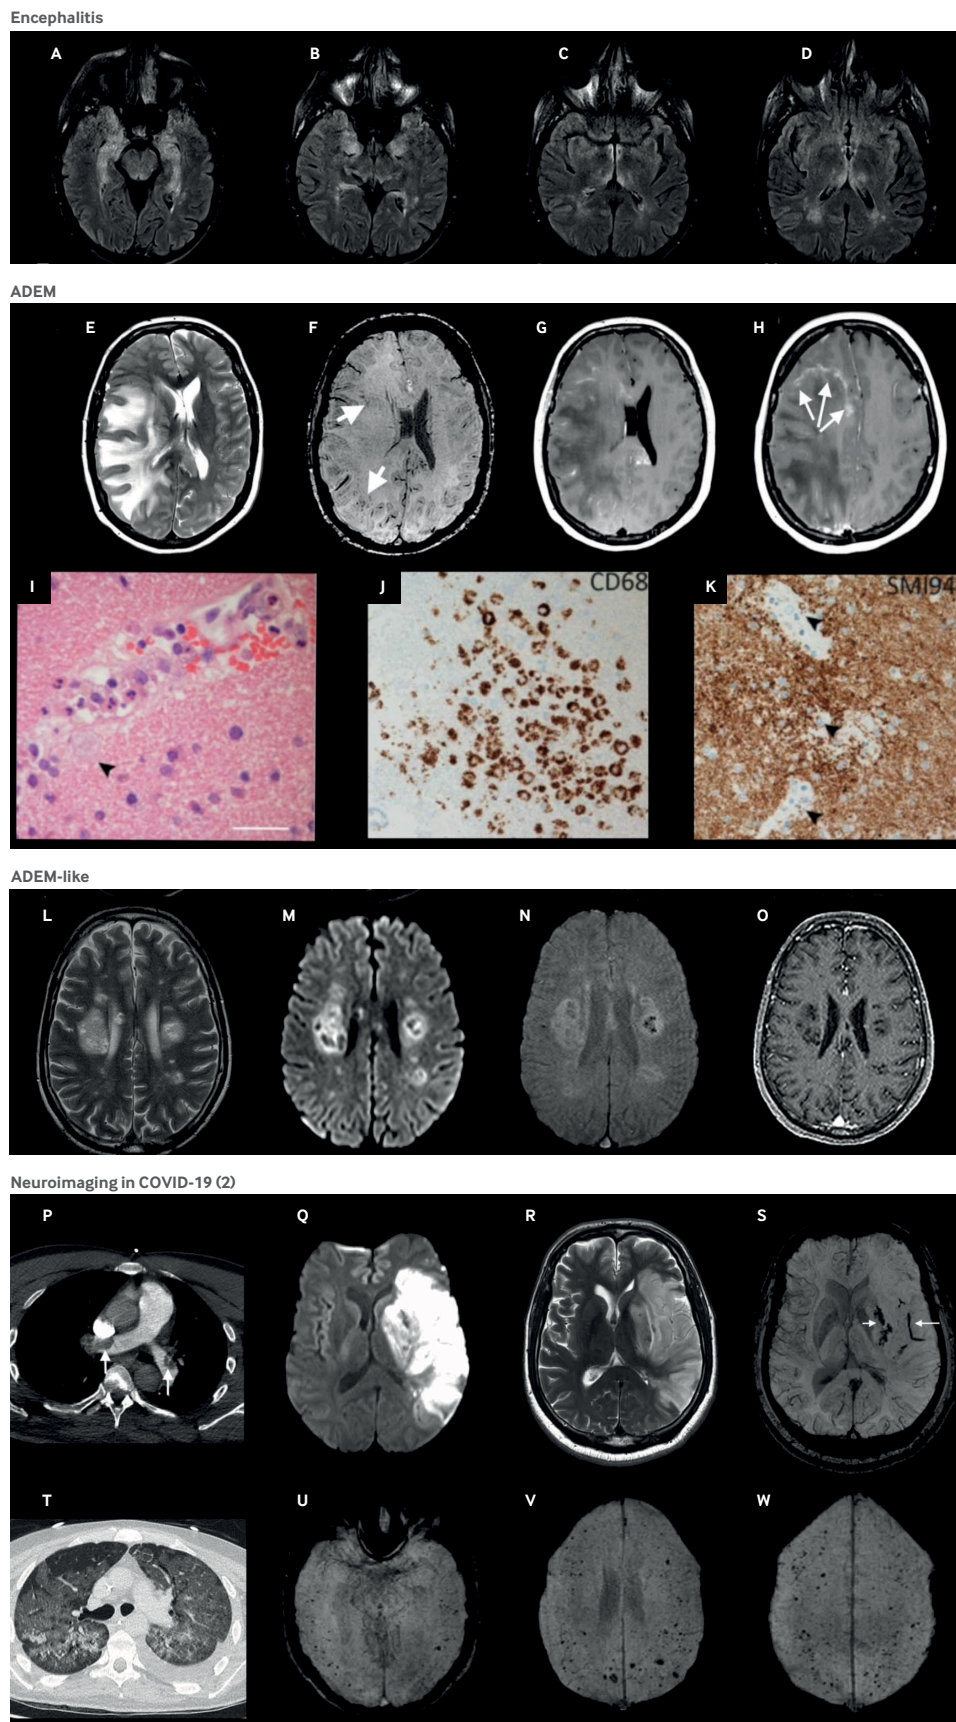 Encephalitis
A B C D
ADEM
E F G H
I J CD68 K SMI94
ADEM-like
L M N O
Neuroimaging in COVID-19 (2)
P Q R S
T U V W